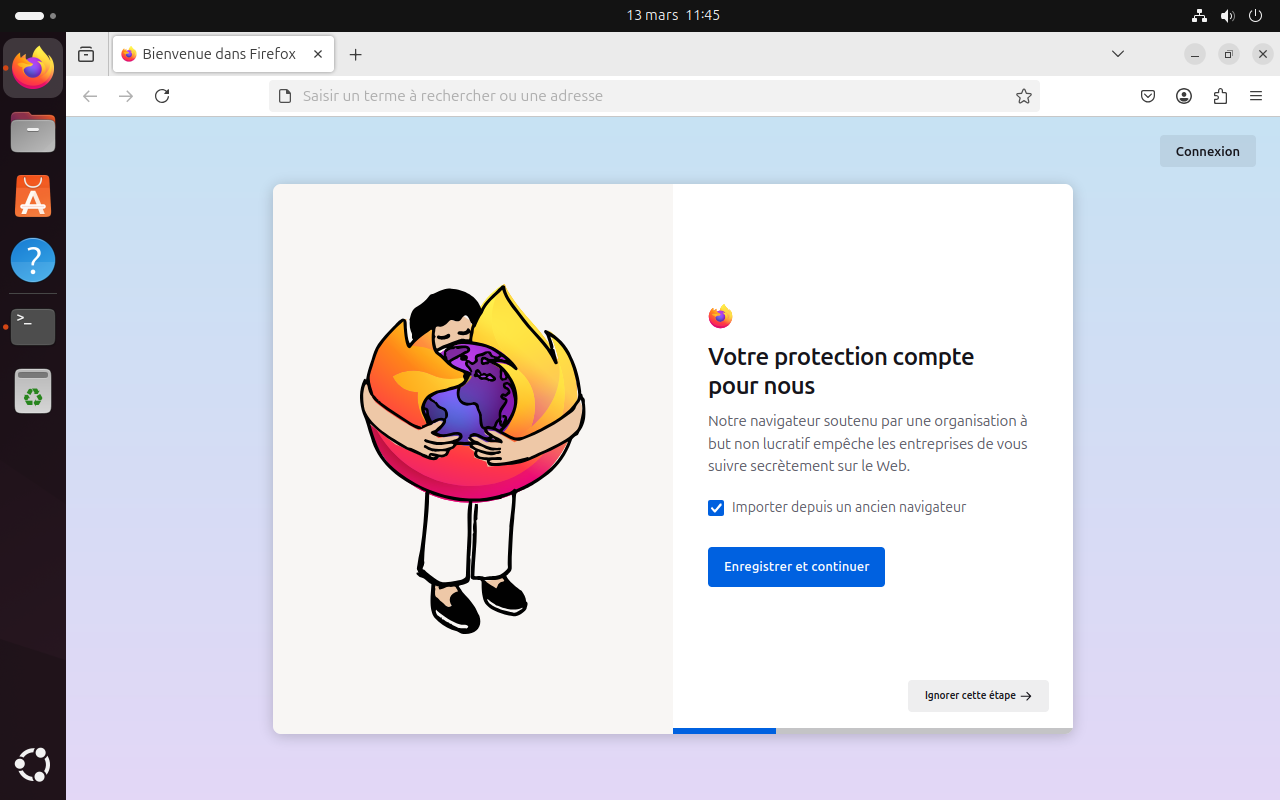 13 mars 11:45
Bienvenue dans Firefox
Saisir un terme à rechercher ou une adresse
Connexion
Votre protection compte
pour nous
Notre navigateur soutenu par une organisation à
but non lucratif empêche les entreprises de vous
suivre secrètement sur le Web.
Importer depuis un ancien navigateur
Enregistrer et continuer
Ignorer cette étape